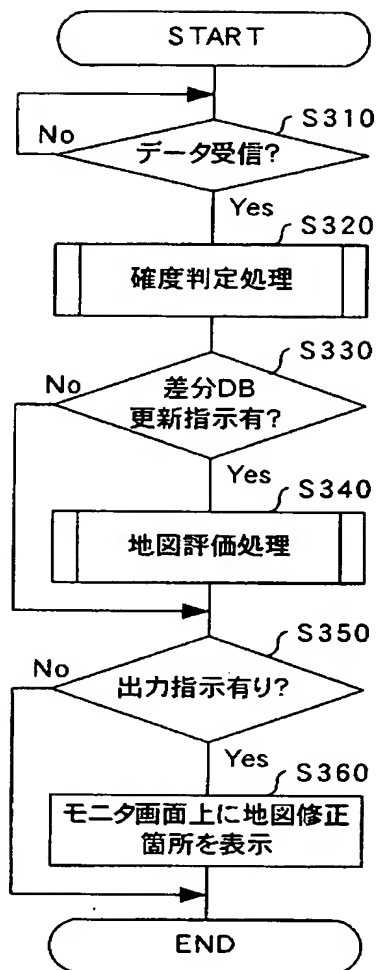 START
S310
No
データ受信?
Yes
S320
確度判定処理
S330
No
差分DB
更新指示有?
Yes
S340
地図評価処理
S350
No
出力指示有り?
Yes
S360
モニタ画面上に地図修正
箇所を表示
END